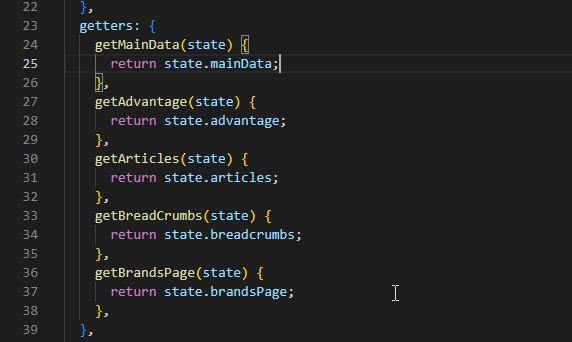 22 },
23 getters: {
24 getMainData(state) {
25 return state.mainData;
26 },
27 getAdvantage(state) {
28 return state.advantage;
29 },
30 getArticles(state) {
31 return state.articles;
32 },
33 getBreadCrumbs(state) {
34 return state.breadcrumbs;
35 },
36 getBrandsPage(state) {
37 return state.brandsPage;
38 },
39 },